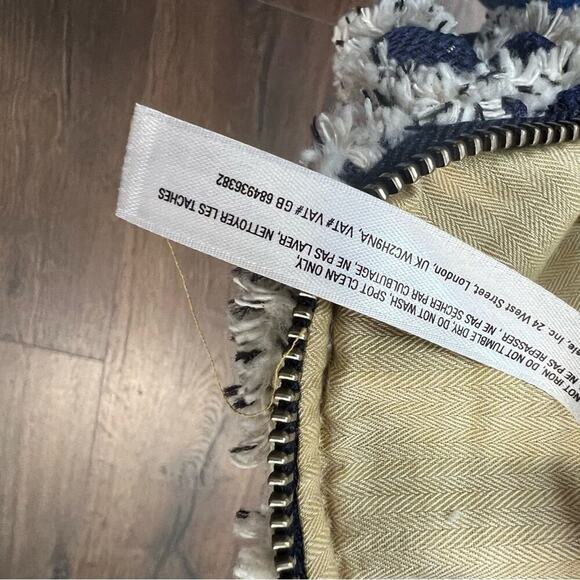 NOT IRON, DO NOT TUMBLE DRY, DO NOT WASH, SPOT CLEAN ONLY,
NE PAS REPASSER, NE PAS SÉCHER PAR CULBUTAGE, NE PAS LAVER, NETTOYER LES TACHES
Inc. 24 West Street, London, UK WC2H9NA, VAT# VAT# GB 684936382